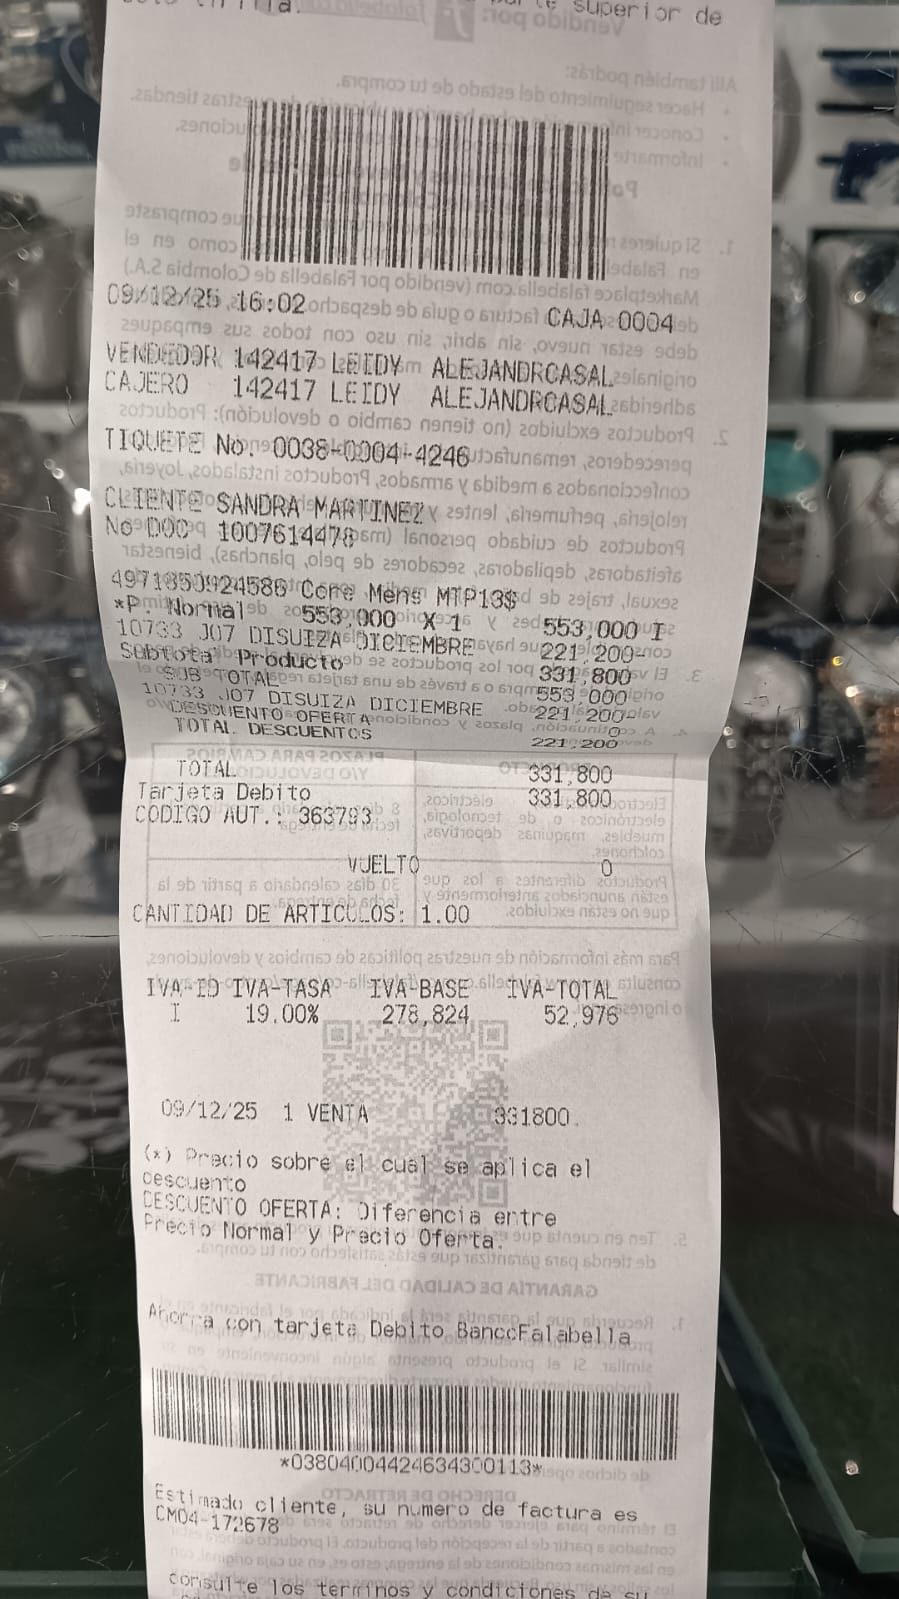 superior de
09/12/25 16:02 CAJA 0004
VENDEDOR 142417 LEIDY ALEJANDRCASAL
CAJERO 142417 LEIDY ALEJANDRCASAL
TIQUETE No. 0038-0004-4246
CLIENTE SANDRA MARTINEZ
No DOC 1007614478
4971850924586 Core Mens MTP13$
*P. Normal 553,000 X 1 553,000 I
10733 J07 DISUIZA DICIEMBRE 221,200-
Subtotal Producto 331,800
SUB TOTAL 553,000
10733 J07 DISUIZA DICIEMBRE 221,200-
DESCUENTO OFERTA 0
TOTAL DESCUENTOS 221,200
TOTAL 331,800
Tarjeta Debito 331,800
CODIGO AUT.: 363793
VUELTO 0
CANTIDAD DE ARTICULOS: 1.00
IVA-ID IVA-TASA IVA-BASE IVA-TOTAL
I 19.00% 278,824 52,976
09/12/25 1 VENTA 331800.
(*) Precio sobre el cual se aplica el
descuento
DESCUENTO OFERTA: Diferencia entre
Precio Normal y Precio Oferta.
Ahorra con tarjeta Debito BancoFalabella
*03804000442463430‌0113*
Estimado cliente, su numero de factura es
CM04-172678
consulte los terminos y condiciones de su